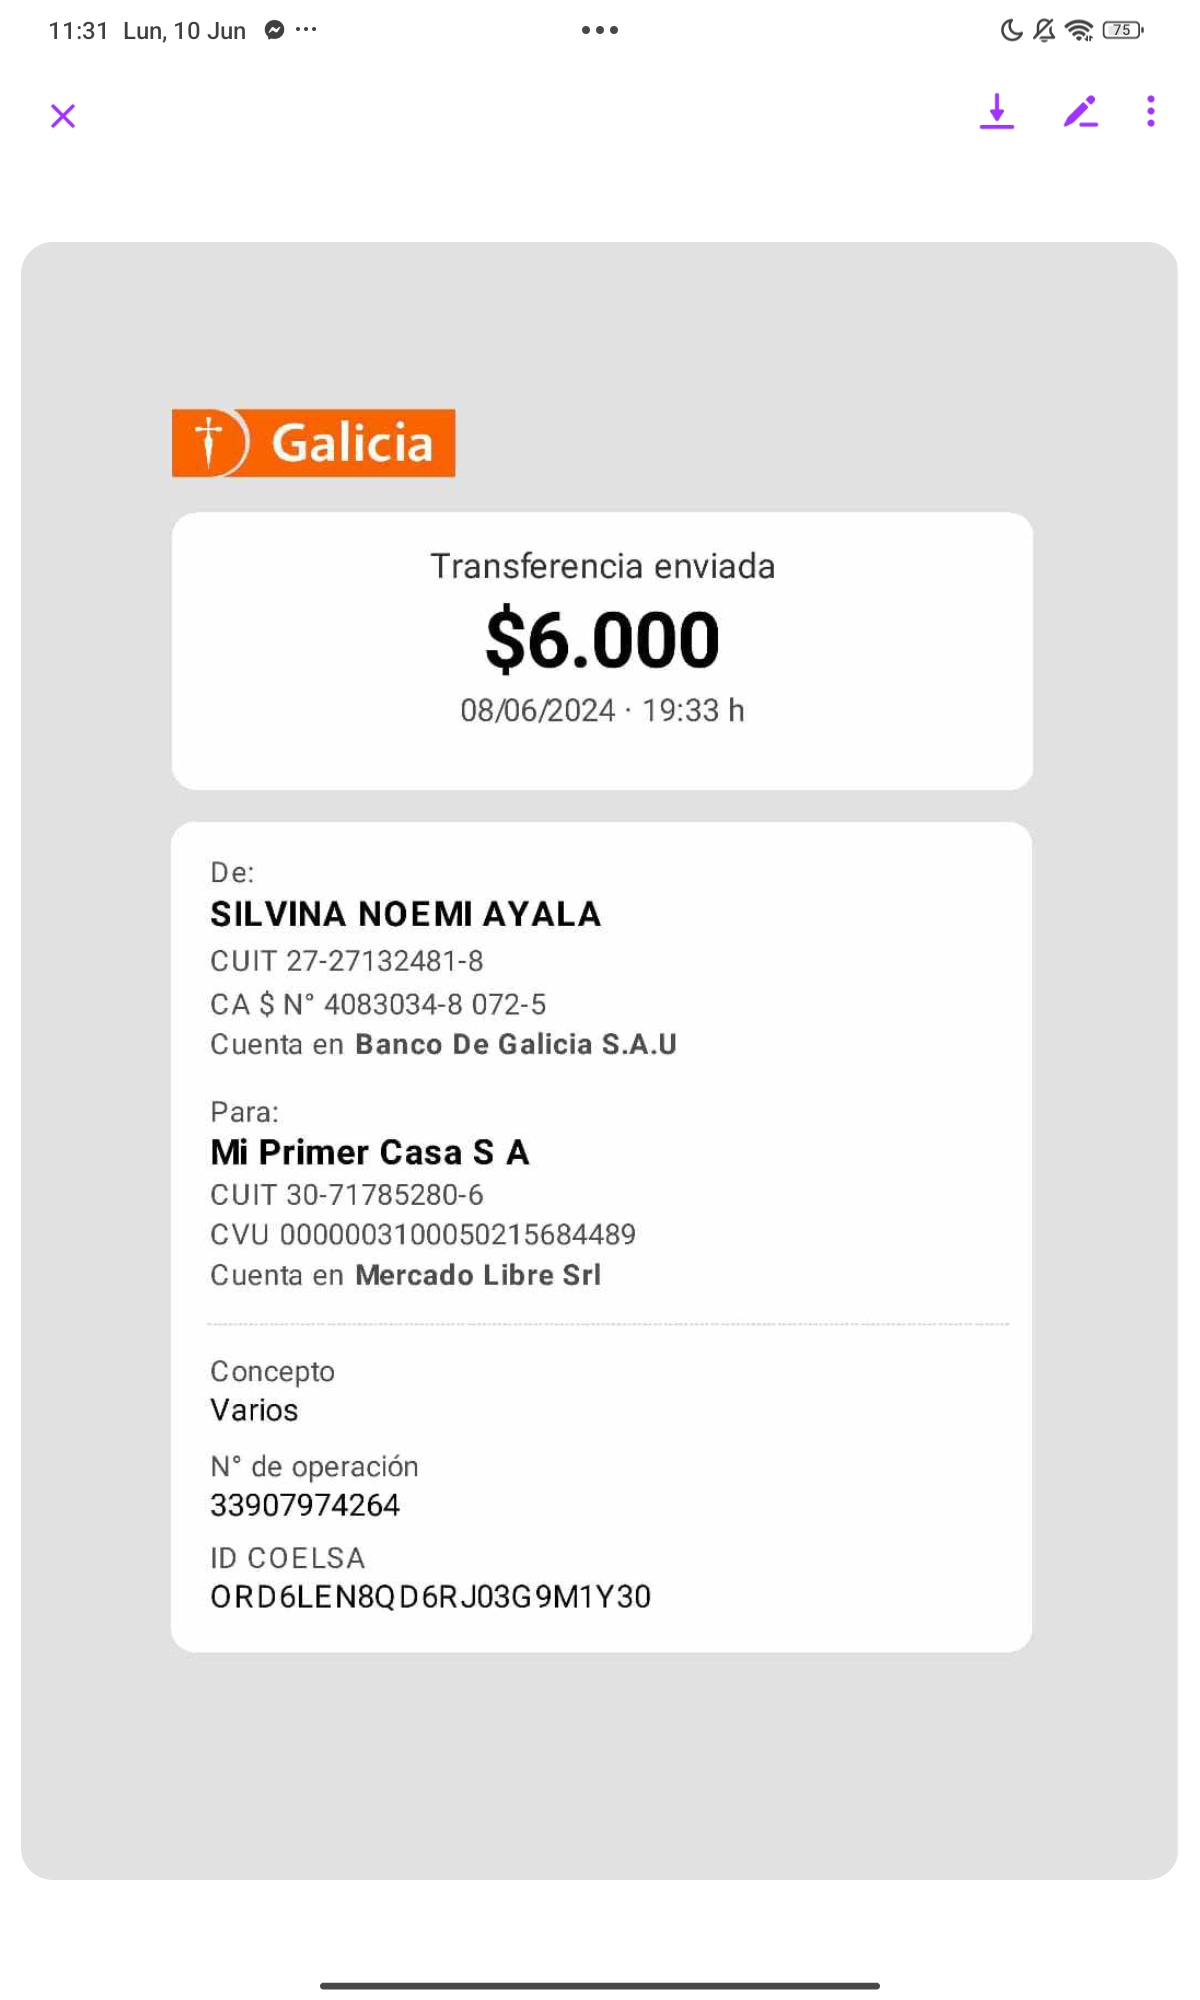 11:31 Lun, 10 Jun
75
Galicia
Transferencia enviada
$6.000
08/06/2024 · 19:33 h
De:
SILVINA NOEMI AYALA
CUIT 27-27132481-8
CA $ N° 4083034-8 072-5
Cuenta en Banco De Galicia S.A.U
Para:
Mi Primer Casa S A
CUIT 30-71785280-6
CVU 0000003100050215684489
Cuenta en Mercado Libre Srl
Concepto
Varios
N° de operación
33907974264
ID COELSA
ORD6LEN8QD6RJ03G9M1Y30